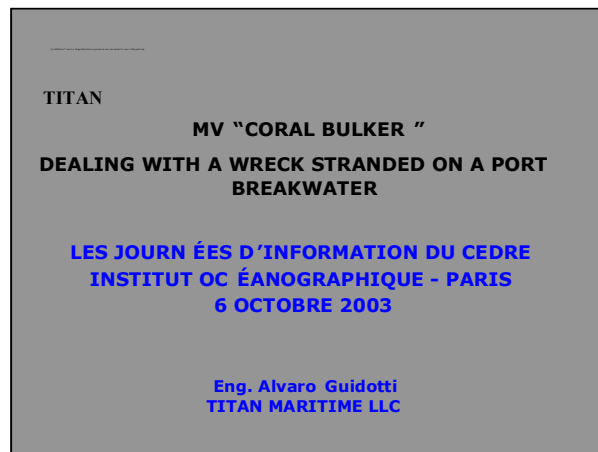 TITAN
MV “CORAL BULKER ”
DEALING WITH A WRECK STRANDED ON A PORT
BREAKWATER
LES JOURN ÉES D’INFORMATION DU CEDRE
INSTITUT OC ÉANOGRAPHIQUE - PARIS
6 OCTOBRE 2003
Eng. Alvaro Guidotti
TITAN MARITIME LLC